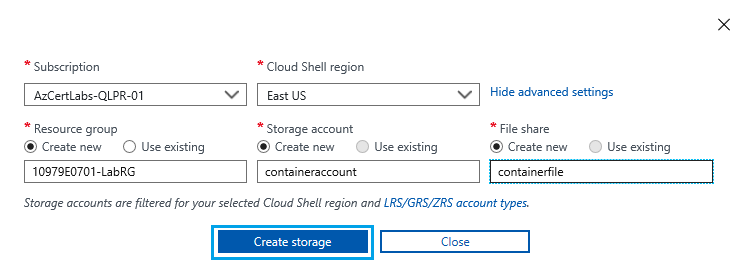 * Subscription
* Cloud Shell region
AzCertLabs-QLPR-01
East US
Hide advanced settings
* Resource group
* Storage account
* File share
Create new
Use existing
Create new
Use existing
Create new
Use existing
10979E0701-LabRG
containeraccount
containerfile
Storage accounts are filtered for your selected Cloud Shell region and LRS/GRS/ZRS account types.
Create storage
Close